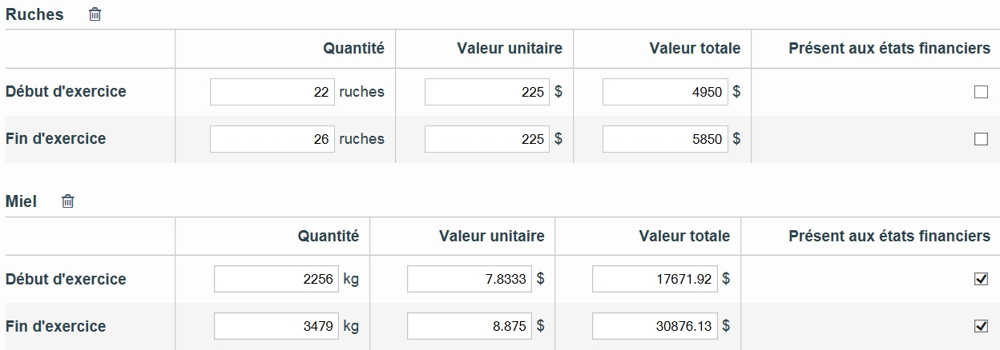 Ruches
Quantité Valeur unitaire Valeur totale Présent aux états financiers
Début d'exercice 22 ruches 225 $ 4950 $
Fin d'exercice 26 ruches 225 $ 5850 $
Miel
Quantité Valeur unitaire Valeur totale Présent aux états financiers
Début d'exercice 2256 kg 7.8333 $ 17671.92 $
Fin d'exercice 3479 kg 8.875 $ 30876.13 $